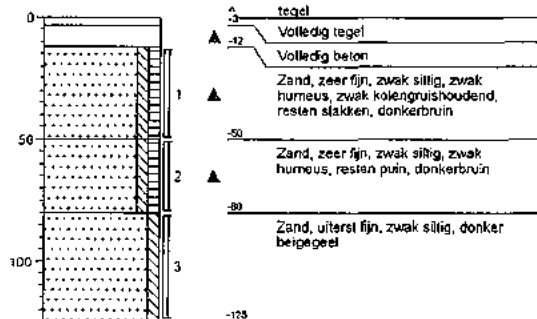 0
tegel
-3
Volledig tegel
-12
Volledig beton
Zand, zeer fijn, zwak siltig, zwak
humeus, zwak kolengruishoudend,
resten slakken, donkerbruin
1
50
-50
Zand, zeer fijn, zwak siltig, zwak
humeus, resten puin, donkerbruin
2
-80
Zand, uiterst fijn, zwak siltig, donker
beigegeel
100
3
-125